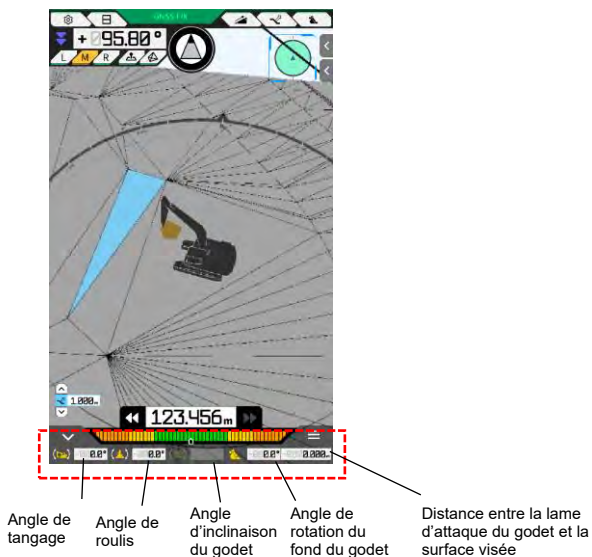 GNSS FIX
+ 095.80°
L M R
1.000m
123.456m
0
0.0° 0.0° 0.0° 0.000m
Angle de tangage
Angle de roulis
Angle d'inclinaison du godet
Angle de rotation du fond du godet
Distance entre la lame d'attaque du godet et la surface visée